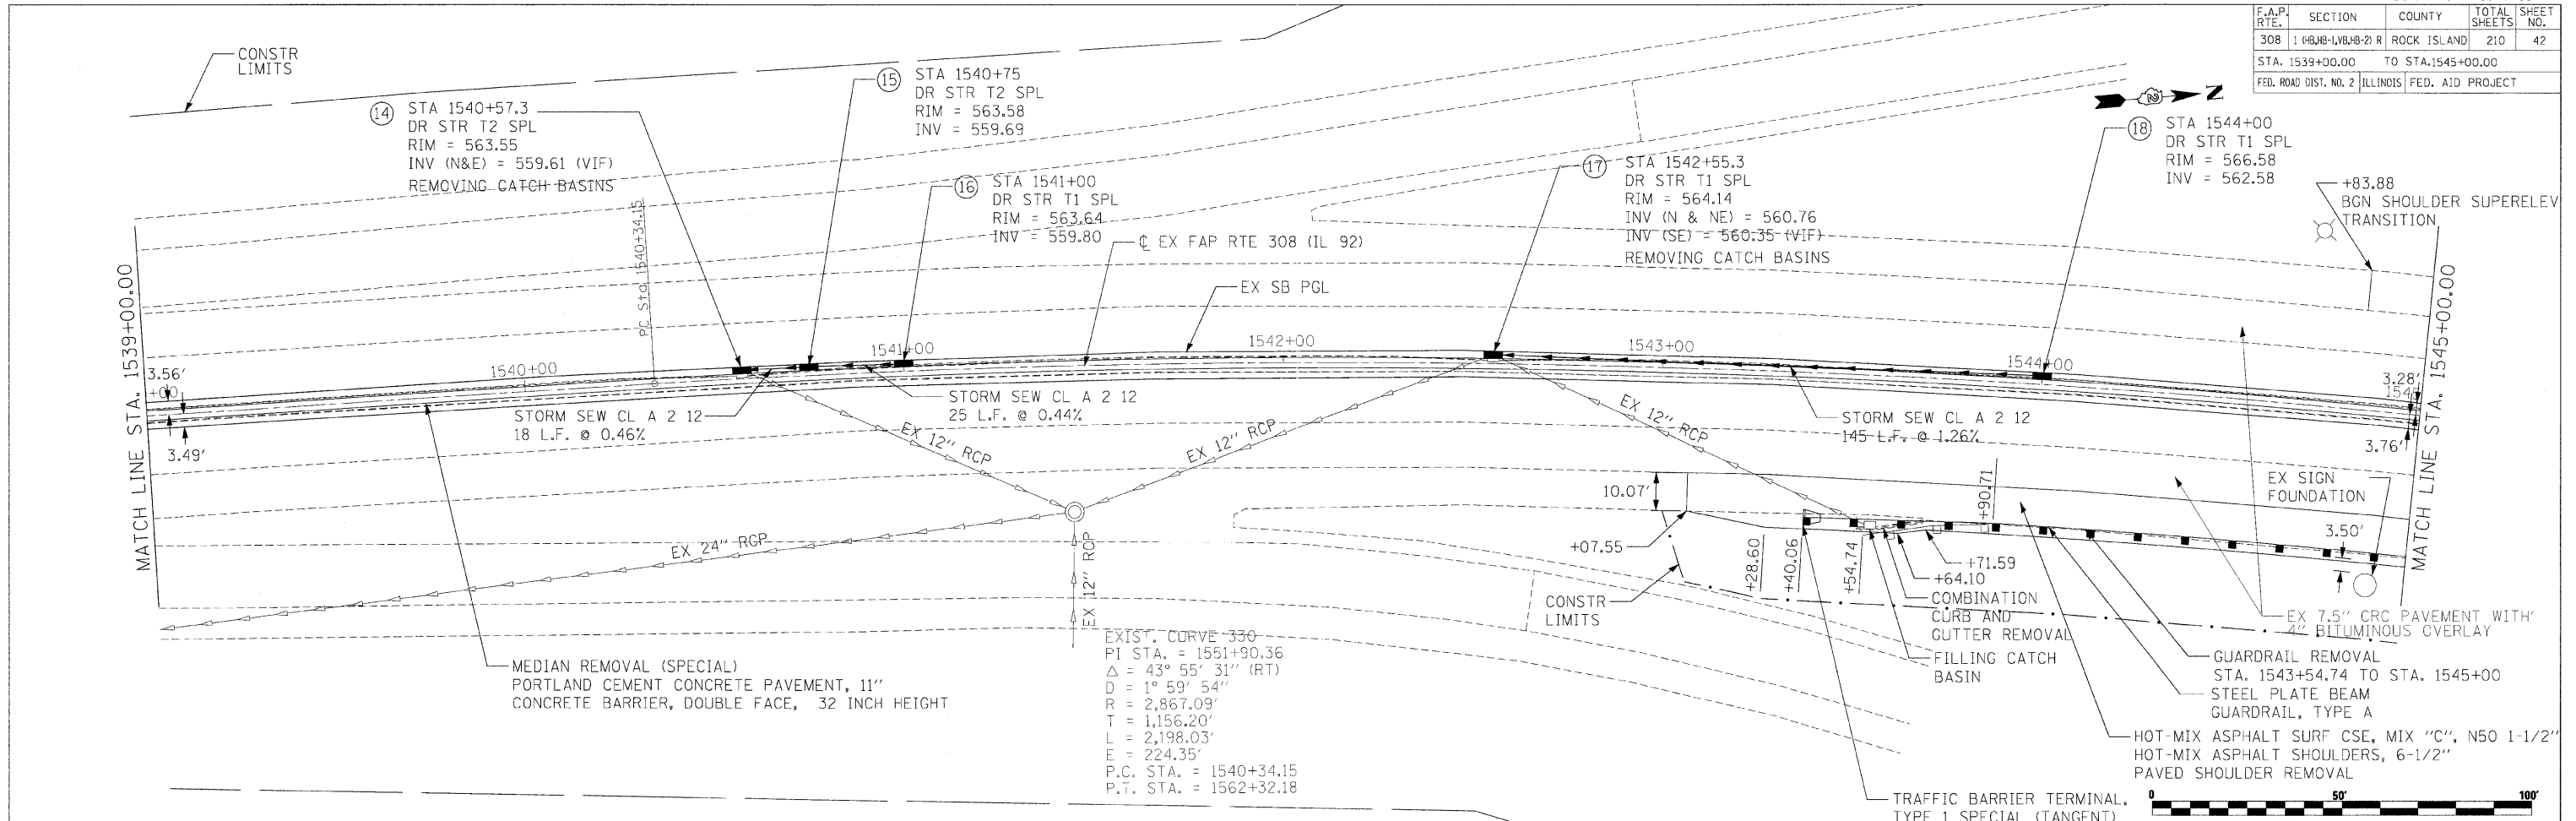 F.A.P. RTE. SECTION COUNTY TOTAL SHEETS SHEET NO.
308 1 (HB,HB-1,VB,HB-2) R ROCK ISLAND 210 42
STA. 1539+00.00 TO STA.1545+00.00
FED. ROAD DIST. NO. 2 ILLINOIS FED. AID PROJECT
CONSTR
LIMITS
14 STA 1540+57.3
DR STR T2 SPL
RIM = 563.55
INV (N&E) = 559.61 (VIF)
REMOVING CATCH BASINS
15 STA 1540+75
DR STR T2 SPL
RIM = 563.58
INV = 559.69
16 STA 1541+00
DR STR T1 SPL
RIM = 563.64
INV = 559.80
17 STA 1542+55.3
DR STR T1 SPL
RIM = 564.14
INV (N & NE) = 560.76
INV (SE) = 560.35 (VIF)
REMOVING CATCH BASINS
18 STA 1544+00
DR STR T1 SPL
RIM = 566.58
INV = 562.58
N
+83.88
BGN SHOULDER SUPERELEV
TRANSITION
℄ EX FAP RTE 308 (IL 92)
EX SB PGL
PC Sta. 1540+34.15
MATCH LINE STA. 1539+00.00
MATCH LINE STA. 1545+00.00
3.56'
+00
3.49'
1540+00
1541+00
1542+00
1543+00
1544+00
3.28'
3.76'
STORM SEW CL A 2 12
18 L.F. @ 0.46%
STORM SEW CL A 2 12
25 L.F. @ 0.44%
STORM SEW CL A 2 12
145 L.F. @ 1.26%
EX 12" RCP
EX 12" RCP
EX 12" RCP
EX 24" RCP
EX 12" RCP
10.07'
+07.55
+28.60
+40.06
+54.74
+90.71
+71.59
+64.10
COMBINATION
CURB AND
GUTTER REMOVAL
FILLING CATCH
BASIN
CONSTR
LIMITS
EX SIGN
FOUNDATION
3.50'
EX 7.5" CRC PAVEMENT WITH
4" BITUMINOUS OVERLAY
GUARDRAIL REMOVAL
STA. 1543+54.74 TO STA. 1545+00
STEEL PLATE BEAM
GUARDRAIL, TYPE A
HOT-MIX ASPHALT SURF CSE, MIX "C", N50 1-1/2"
HOT-MIX ASPHALT SHOULDERS, 6-1/2"
PAVED SHOULDER REMOVAL
TRAFFIC BARRIER TERMINAL,
TYPE 1 SPECIAL (TANGENT)
MEDIAN REMOVAL (SPECIAL)
PORTLAND CEMENT CONCRETE PAVEMENT, 11"
CONCRETE BARRIER, DOUBLE FACE, 32 INCH HEIGHT
EXIST. CURVE 330
PI STA. = 1551+90.36
△ = 43° 55' 31" (RT)
D = 1° 59' 54"
R = 2,867.09'
T = 1,156.20'
L = 2,198.03'
E = 224.35'
P.C. STA. = 1540+34.15
P.T. STA. = 1562+32.18
0 50' 100'